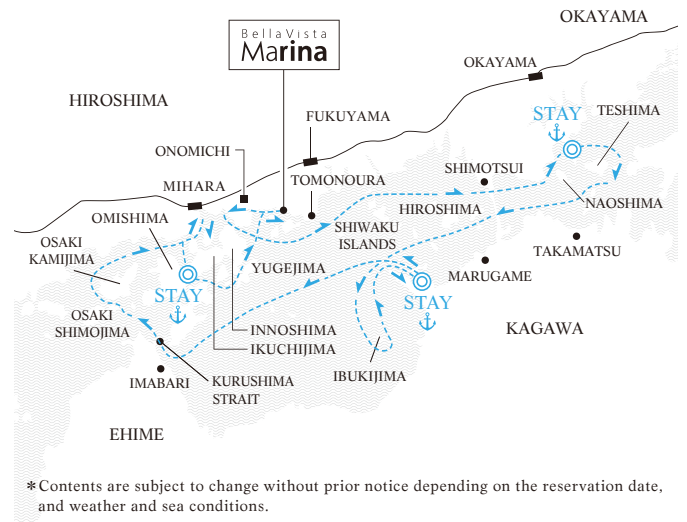 OKAYAMA
BellaVista
Marina
OKAYAMA
HIROSHIMA
FUKUYAMA
STAY
TESHIMA
ONOMICHI
SHIMOTSUI
MIHARA
TOMONOURA
NAOSHIMA
OMISHIMA
HIROSHIMA
SHIWAKU
ISLANDS
OSAKI
KAMIJIMA
TAKAMATSU
YUGEJIMA
MARUGAME
STAY
STAY
OSAKI
SHIMOJIMA
INNOSHIMA
KAGAWA
IKUCHIJIMA
IBUKIJIMA
IMABARI
KURUSHIMA
STRAIT
EHIME
*Contents are subject to change without prior notice depending on the reservation date,
and weather and sea conditions.